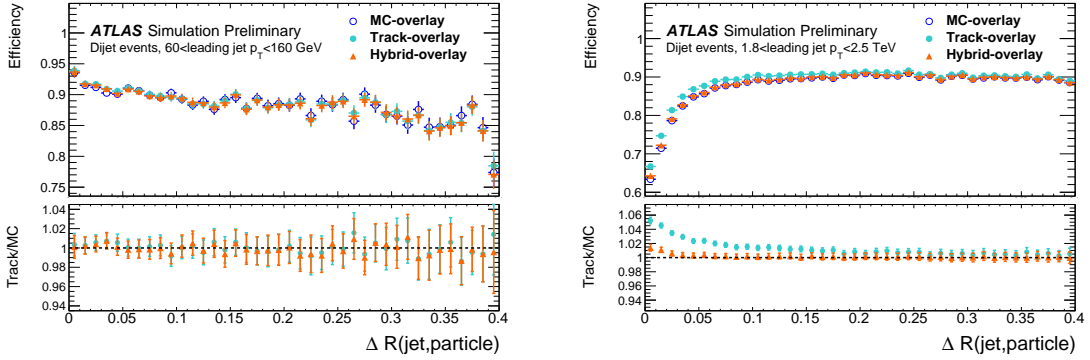 Efficiency
ATLAS Simulation Preliminary
Dijet events, 60<leading jet p_T<160 GeV
MC-overlay
Track-overlay
Hybrid-overlay
1
0.95
0.9
0.85
0.8
0.75
Track/MC
1.04
1.02
1
0.98
0.96
0.94
0 0.05 0.1 0.15 0.2 0.25 0.3 0.35 0.4
Δ R(jet,particle)
Efficiency
ATLAS Simulation Preliminary
Dijet events, 1.8<leading jet p_T<2.5 TeV
MC-overlay
Track-overlay
Hybrid-overlay
1
0.9
0.8
0.7
0.6
Track/MC
1.06
1.04
1.02
1
0.98
0.96
0.94
0 0.05 0.1 0.15 0.2 0.25 0.3 0.35 0.4
Δ R(jet,particle)